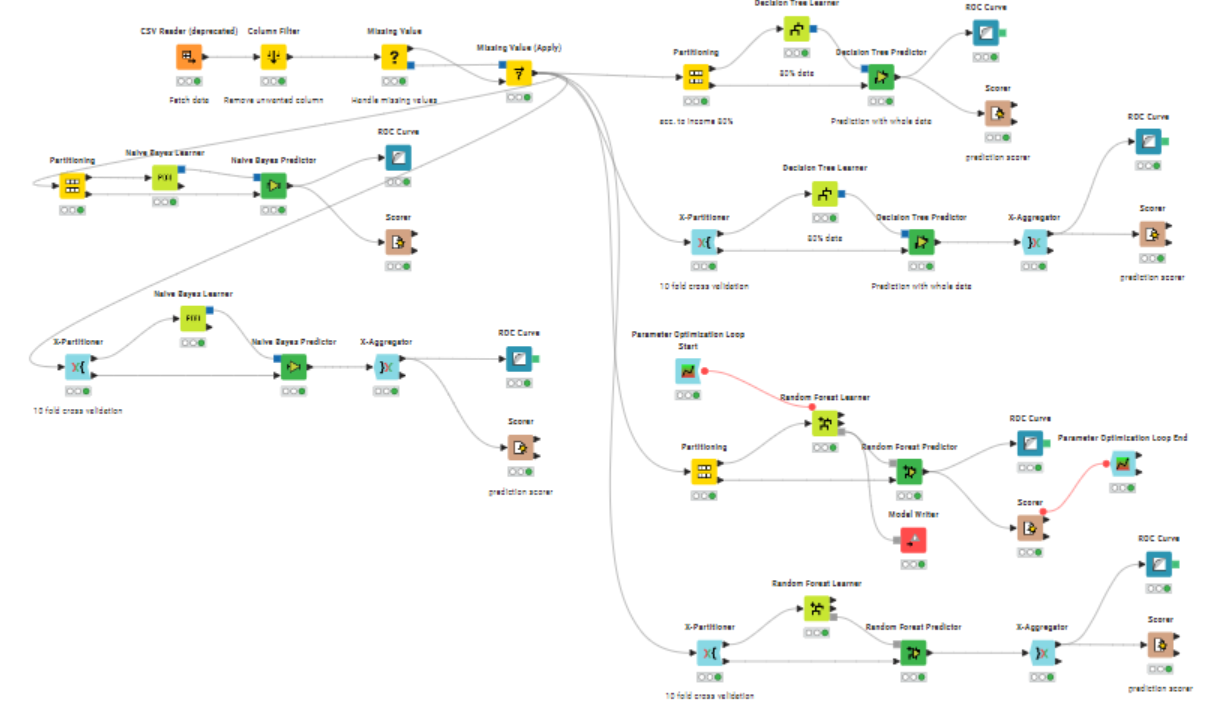 Decision Tree Learner
ROC Curve
CSV Reader (deprecated)
Column Filter
Missing Value
Missing Value (Apply)
Partitioning
Decision Tree Predictor
80% date
Fetch data
Remove unwanted column
Handle missing values
Scorer
acc. to income 80%
Prediction with whole date
ROC Curve
ROC Curve
prediction scorer
Partitioning
Naive Bayes Learner
Naive Bayes Predictor
Decision Tree Learner
Scorer
X-Partitioner
Decision Tree Predictor
X-Aggregator
Scorer
80% date
10 fold cross validation
Prediction with whole date
prediction scorer
Naive Bayes Learner
X-Partitioner
Naive Bayes Predictor
X-Aggregator
ROC Curve
Parameter Optimization Loop
Start
10 fold cross validation
Random Forest Learner
Scorer
ROC Curve
Partitioning
Random Forest Predictor
Parameter Optimization Loop End
prediction scorer
Model Writer
Scorer
ROC Curve
Random Forest Learner
X-Partitioner
Random Forest Predictor
X-Aggregator
Scorer
10 fold cross validation
prediction scorer